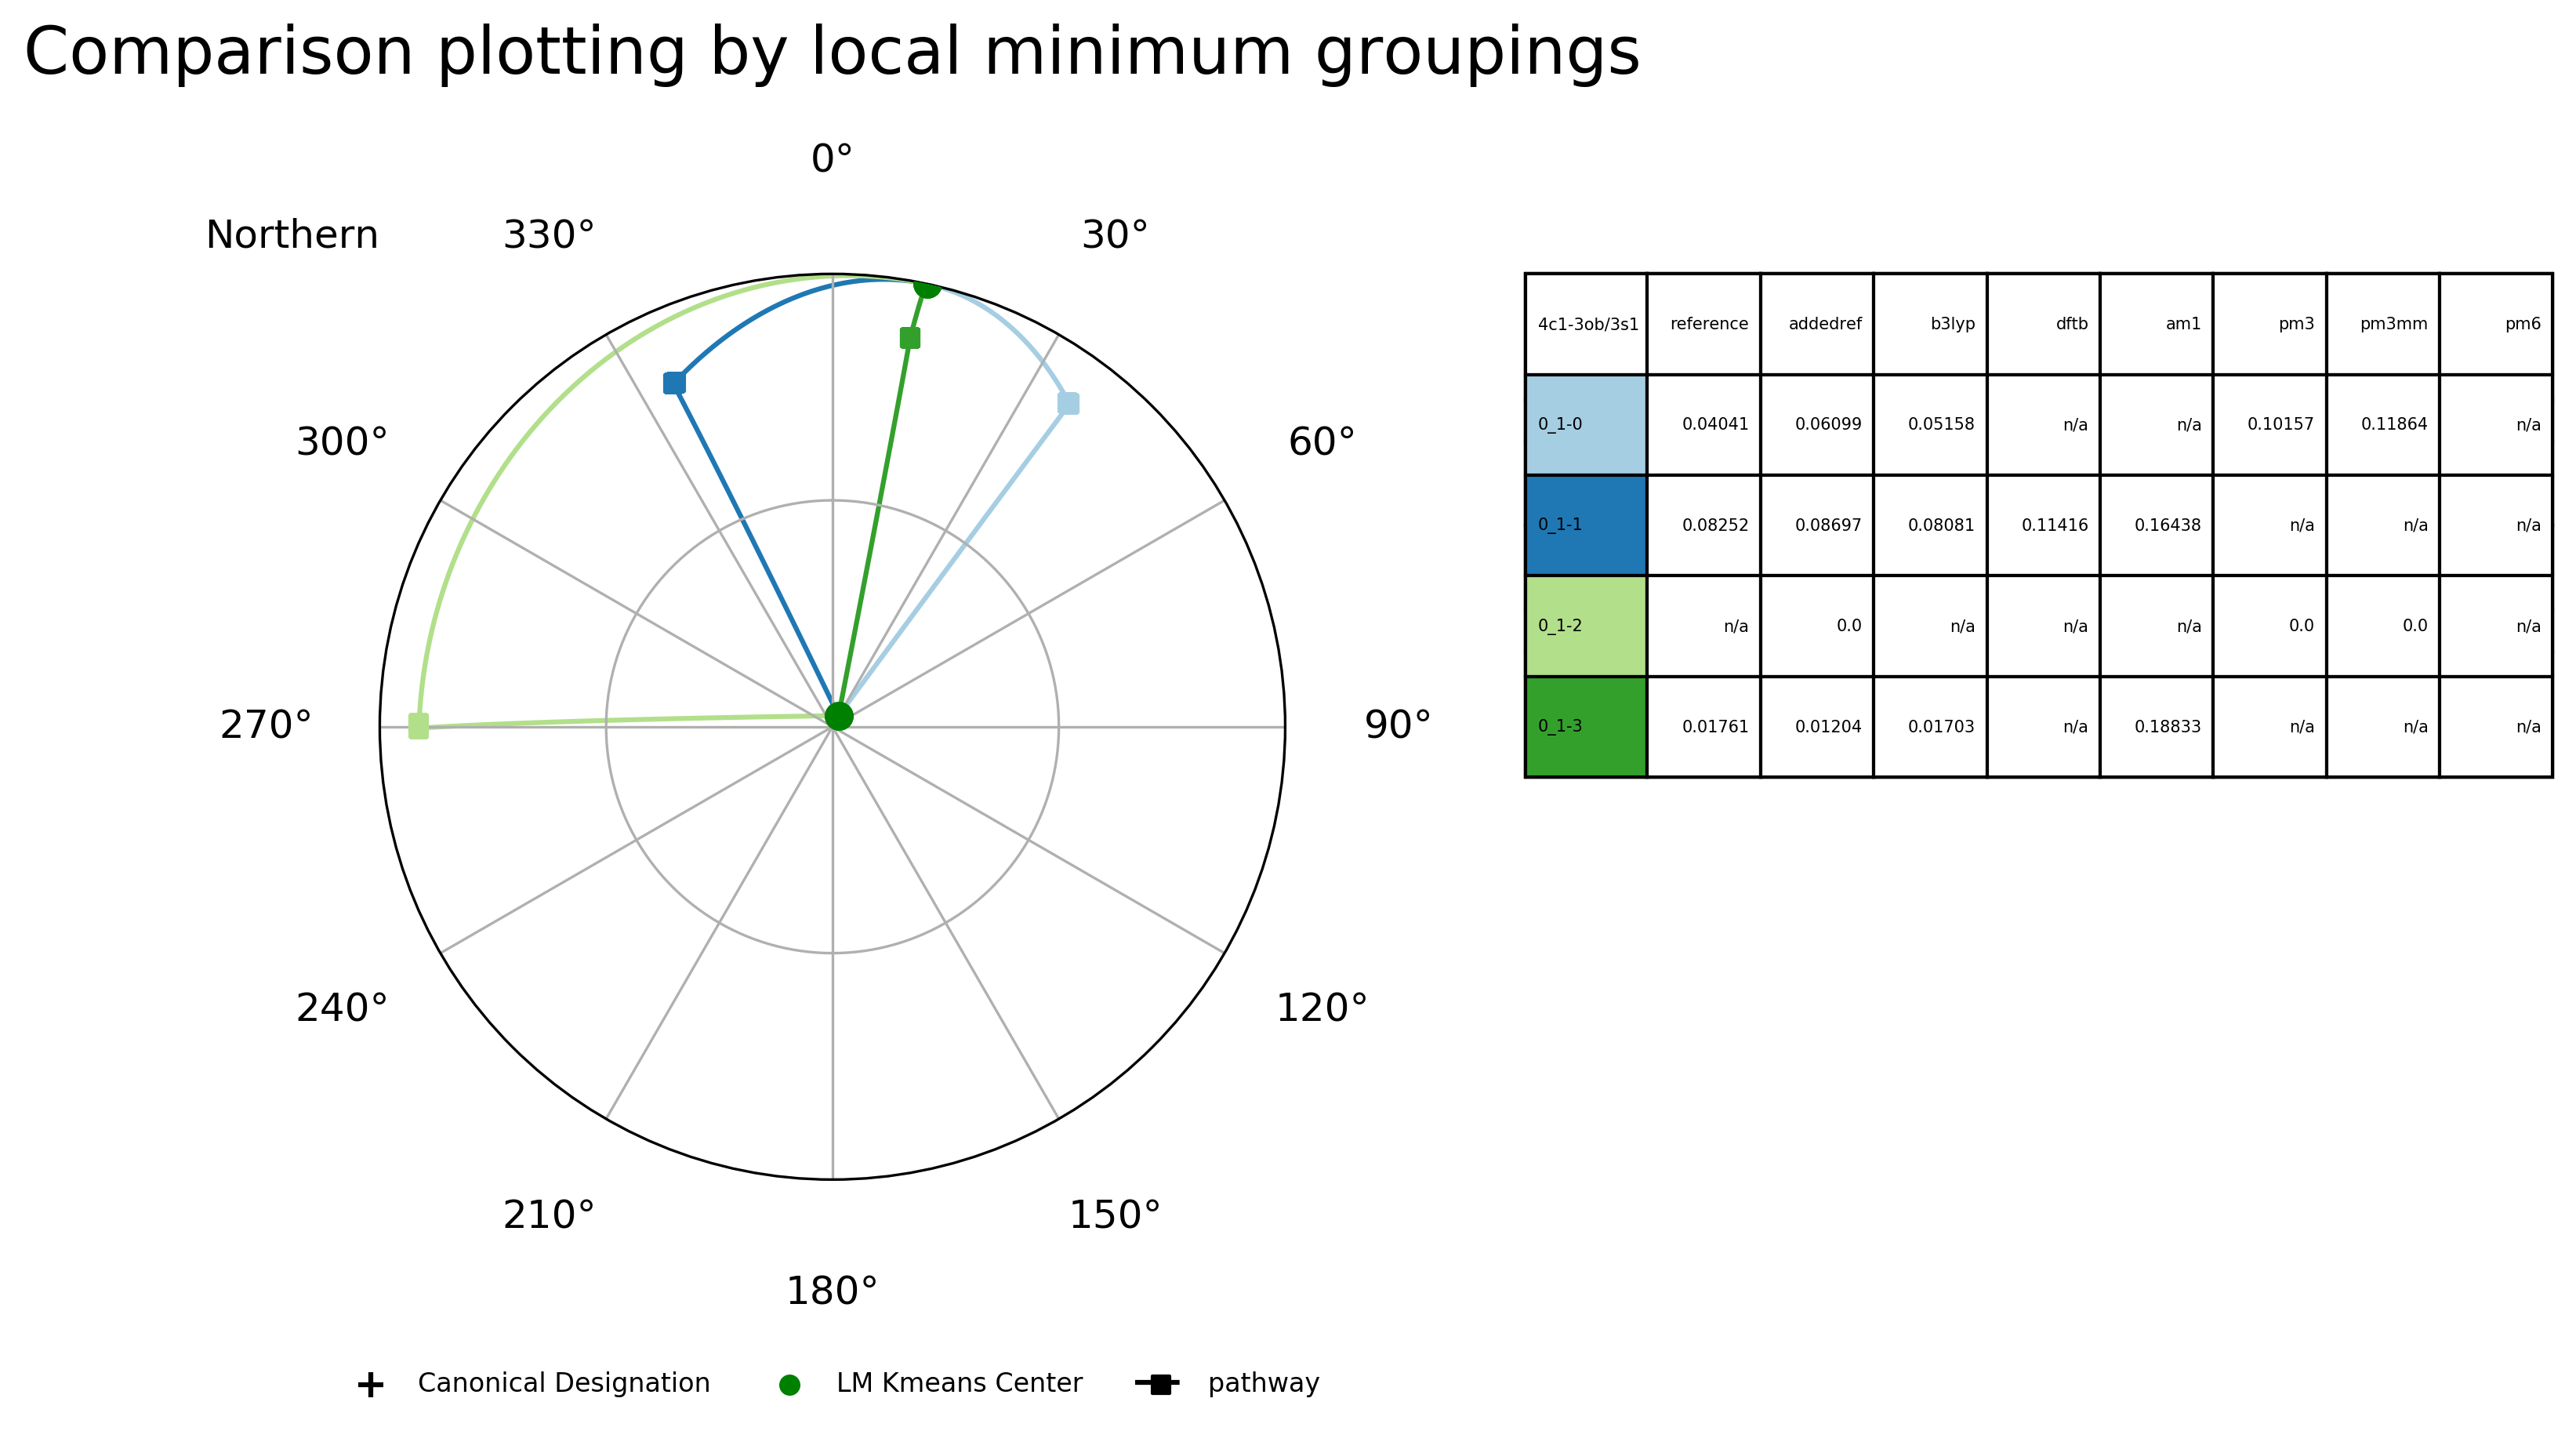 Comparison plotting by local minimum groupings
0°
Northern 330° 30°
300° 60°
270° 90°
240° 120°
210° 150°
180°
Canonical Designation LM Kmeans Center pathway
4c1-3ob/3s1 reference addedref b3lyp dftb am1 pm3 pm3mm pm6
0_1-0 0.04041 0.06099 0.05158 n/a n/a 0.10157 0.11864 n/a
0_1-1 0.08252 0.08697 0.08081 0.11416 0.16438 n/a n/a n/a
0_1-2 n/a 0.0 n/a n/a n/a 0.0 0.0 n/a
0_1-3 0.01761 0.01204 0.01703 n/a 0.18833 n/a n/a n/a